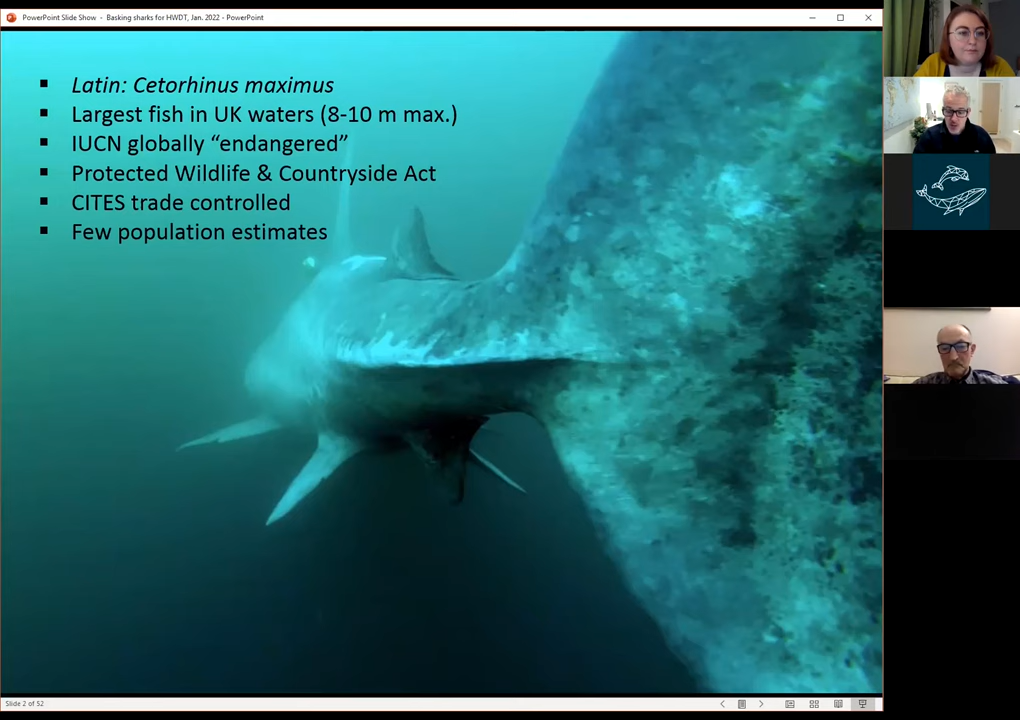 PowerPoint Slide Show - Basking sharks for HWDT, Jan. 2022 - PowerPoint
▪ Latin: Cetorhinus maximus
▪ Largest fish in UK waters (8-10 m max.)
▪ IUCN globally “endangered”
▪ Protected Wildlife & Countryside Act
▪ CITES trade controlled
▪ Few population estimates
Slide 2 of 52